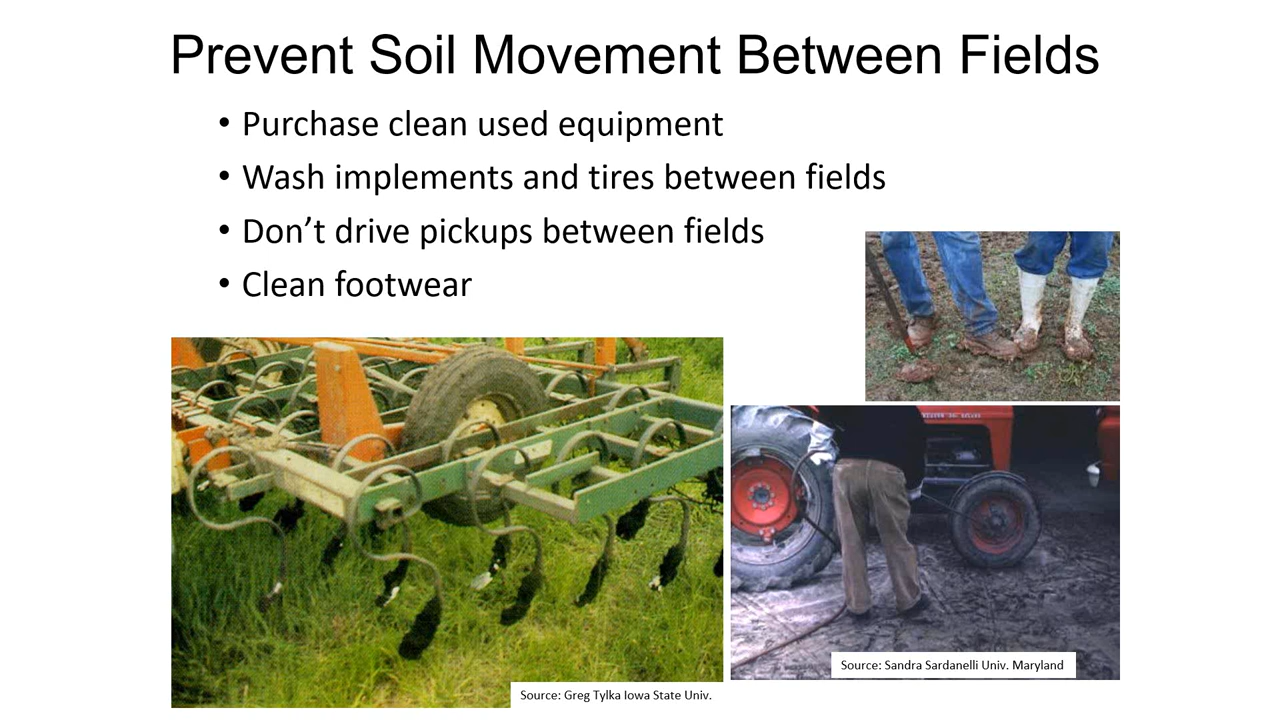 Prevent Soil Movement Between Fields
• Purchase clean used equipment
• Wash implements and tires between fields
• Don’t drive pickups between fields
• Clean footwear
Source: Sandra Sardanelli Univ. Maryland
Source: Greg Tylka Iowa State Univ.